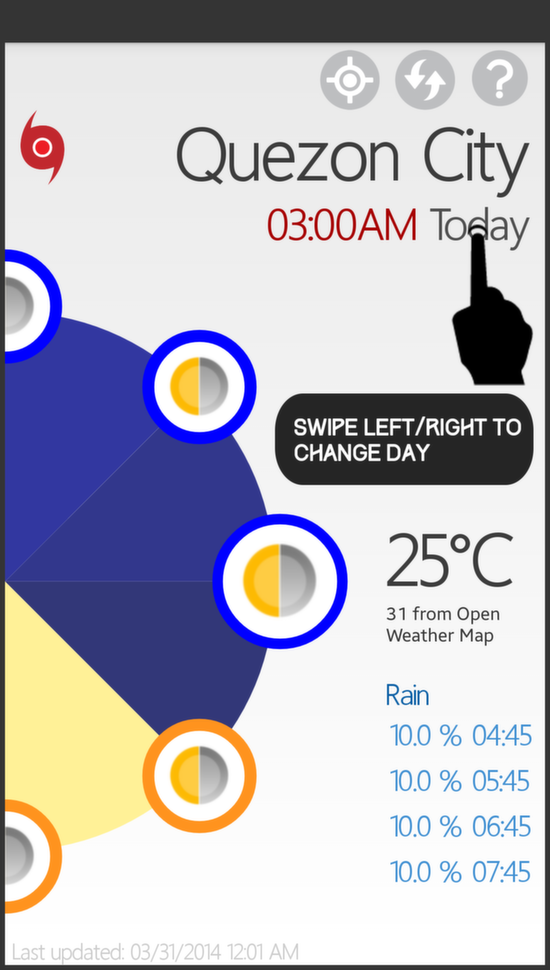 ?
Quezon City
03:00AM Today
SWIPE LEFT/RIGHT TO
CHANGE DAY
25°C
31 from Open
Weather Map
Rain
10.0 % 04:45
10.0 % 05:45
10.0 % 06:45
10.0 % 07:45
Last updated: 03/31/2014 12:01 AM